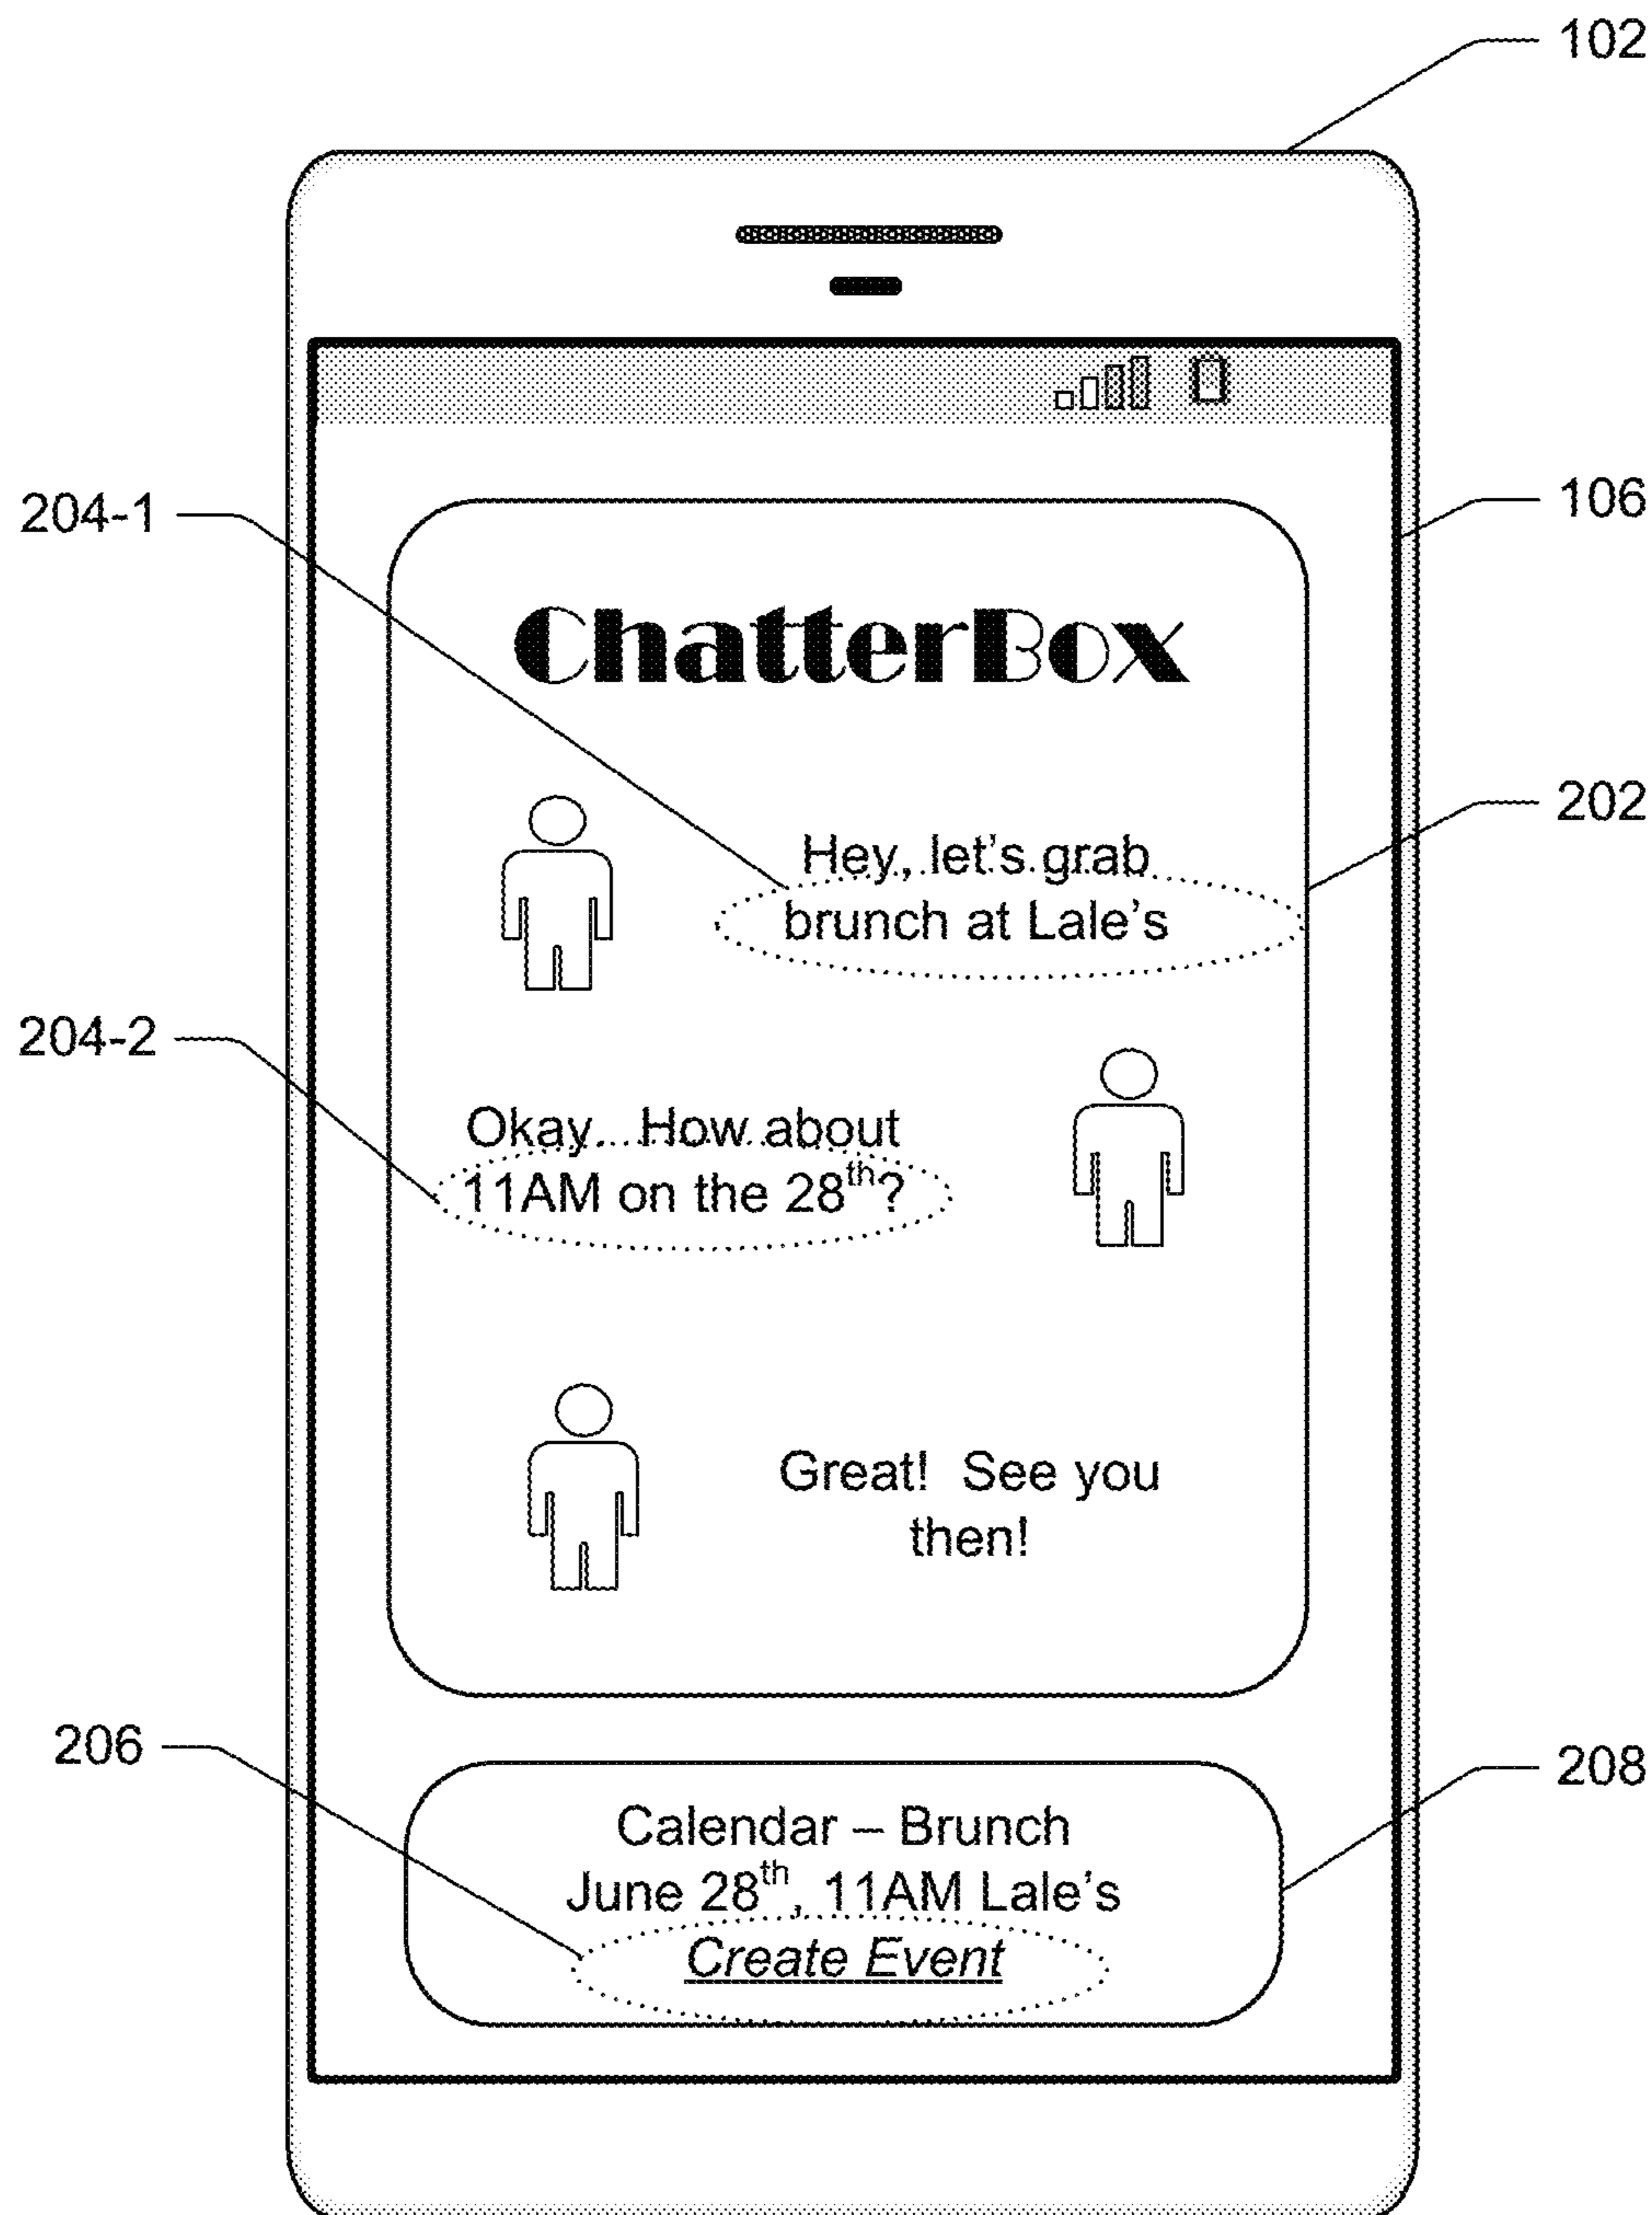 102
106
204-1
ChatterBox
202
Hey, let's grab
brunch at Lale's
204-2
Okay. How about
11AM on the 28th?
Great! See you
then!
206
208
Calendar – Brunch
June 28th, 11AM Lale's
Create Event